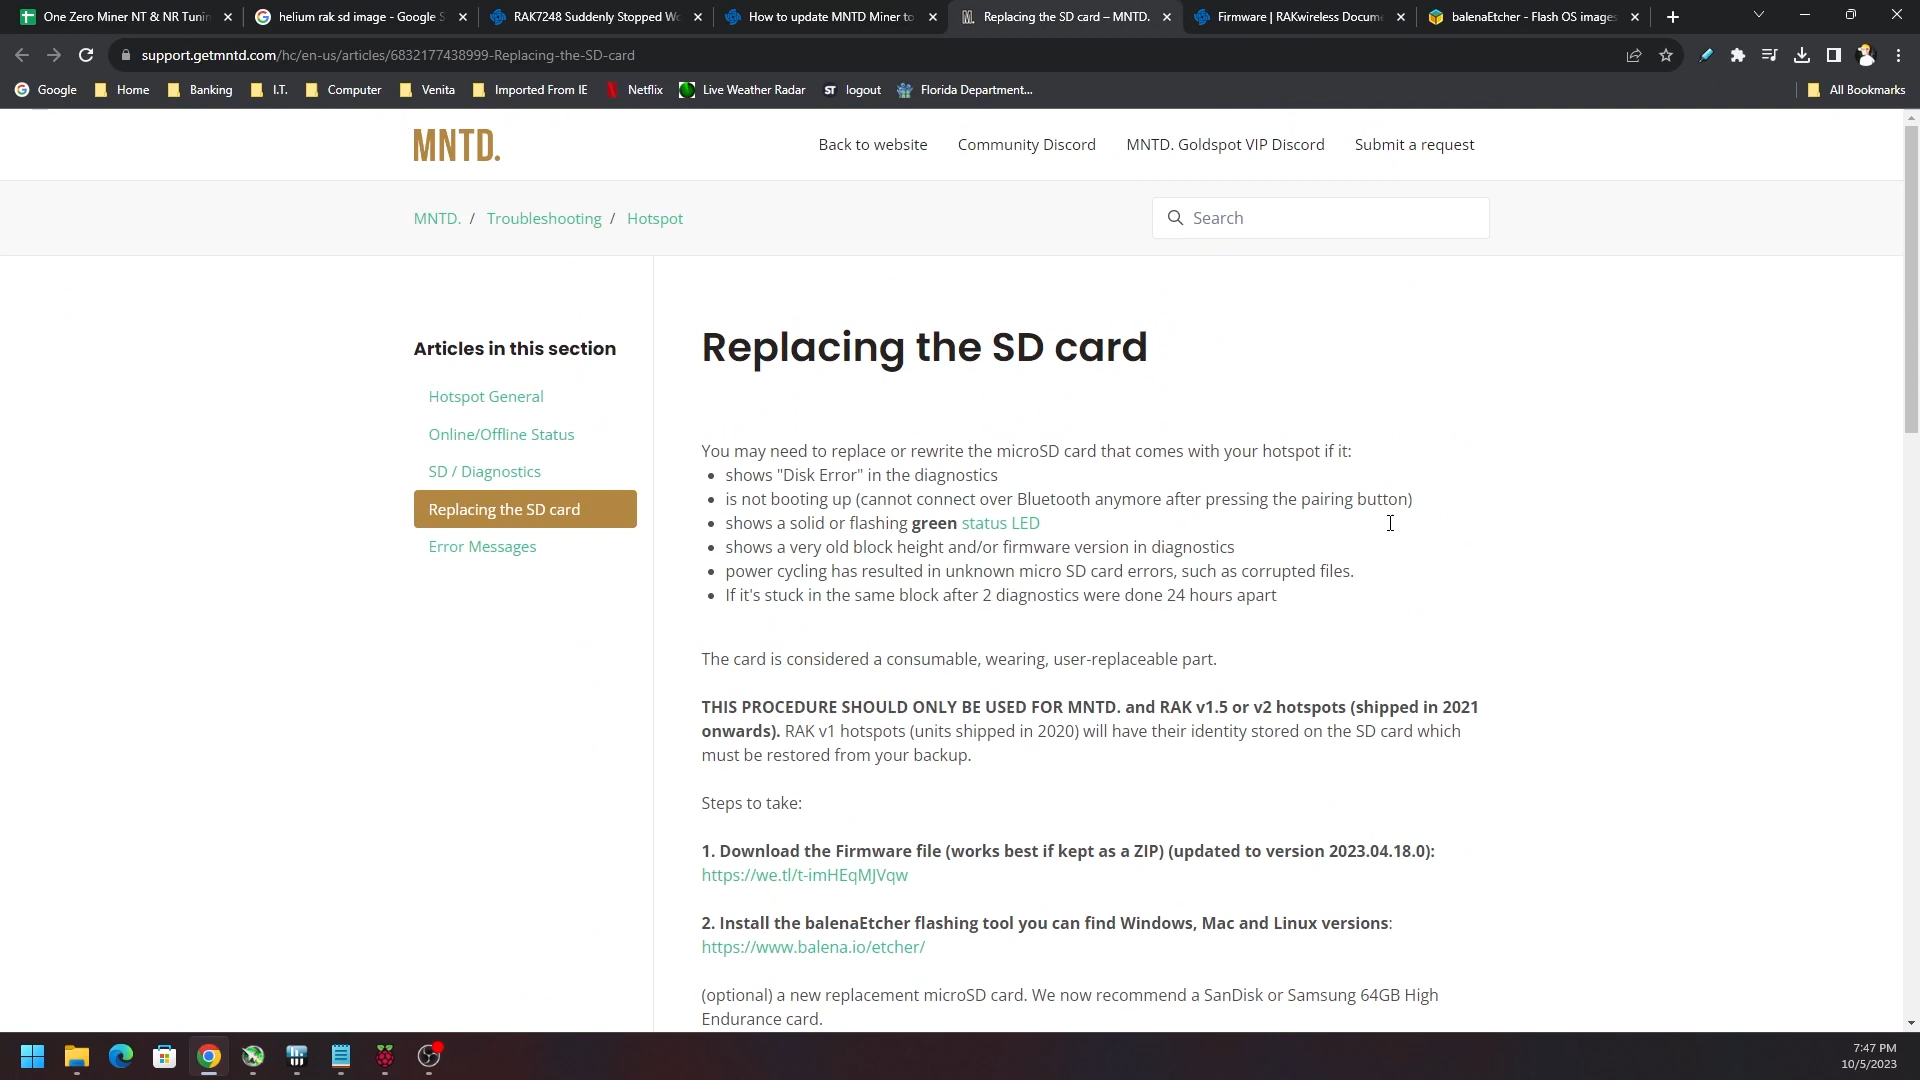 One Zero Miner NT & NR Tunin
helium rak sd image - Google S
RAK7248 Suddenly Stopped Wo
How to update MNTD Miner to
Replacing the SD card – MNTD.
Firmware | RAKwireless Docume
balenaEtcher - Flash OS images
support.getmntd.com/hc/en-us/articles/6832177438999-Replacing-the-SD-card
Google
Home
Banking
I.T.
Computer
Venita
Imported From IE
Netflix
Live Weather Radar
ST logout
Florida Department...
All Bookmarks
MNTD.
Back to website
Community Discord
MNTD. Goldspot VIP Discord
Submit a request
MNTD. / Troubleshooting / Hotspot
Search
Articles in this section
Hotspot General
Online/Offline Status
SD / Diagnostics
Replacing the SD card
Error Messages
Replacing the SD card
You may need to replace or rewrite the microSD card that comes with your hotspot if it:
• shows "Disk Error" in the diagnostics
• is not booting up (cannot connect over Bluetooth anymore after pressing the pairing button)
• shows a solid or flashing green status LED
• shows a very old block height and/or firmware version in diagnostics
• power cycling has resulted in unknown micro SD card errors, such as corrupted files.
• If it's stuck in the same block after 2 diagnostics were done 24 hours apart
The card is considered a consumable, wearing, user-replaceable part.
THIS PROCEDURE SHOULD ONLY BE USED FOR MNTD. and RAK v1.5 or v2 hotspots (shipped in 2021
onwards). RAK v1 hotspots (units shipped in 2020) will have their identity stored on the SD card which
must be restored from your backup.
Steps to take:
1. Download the Firmware file (works best if kept as a ZIP) (updated to version 2023.04.18.0):
https://we.tl/t-imHEqMJVqw
2. Install the balenaEtcher flashing tool you can find Windows, Mac and Linux versions:
https://www.balena.io/etcher/
(optional) a new replacement microSD card. We now recommend a SanDisk or Samsung 64GB High
Endurance card.
7:47 PM
10/5/2023